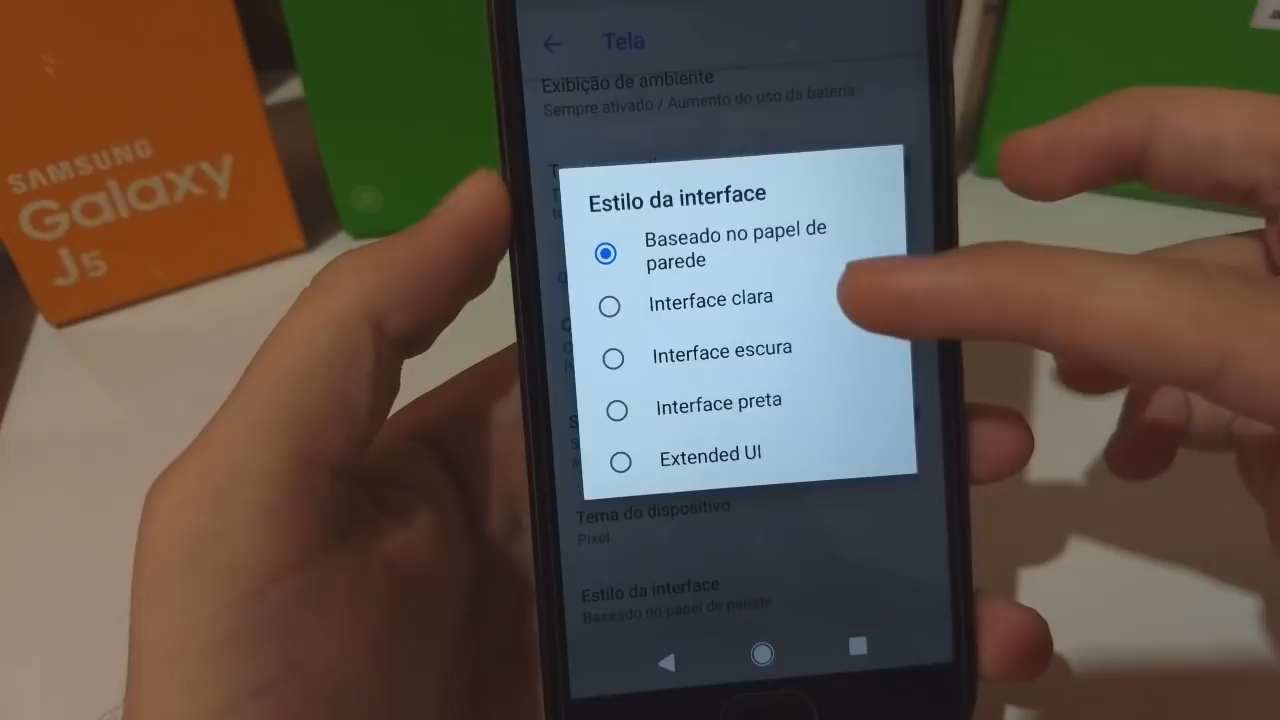 SAMSUNG
Galaxy
J5
Tela
Exibição de ambiente
Sempre ativado / Aumento do uso da bateria
Estilo da interface
Baseado no papel de
parede
Interface clara
Interface escura
Interface preta
Extended UI
Tema do dispositivo
Pixel
Estilo da interface
Baseado no papel de parede